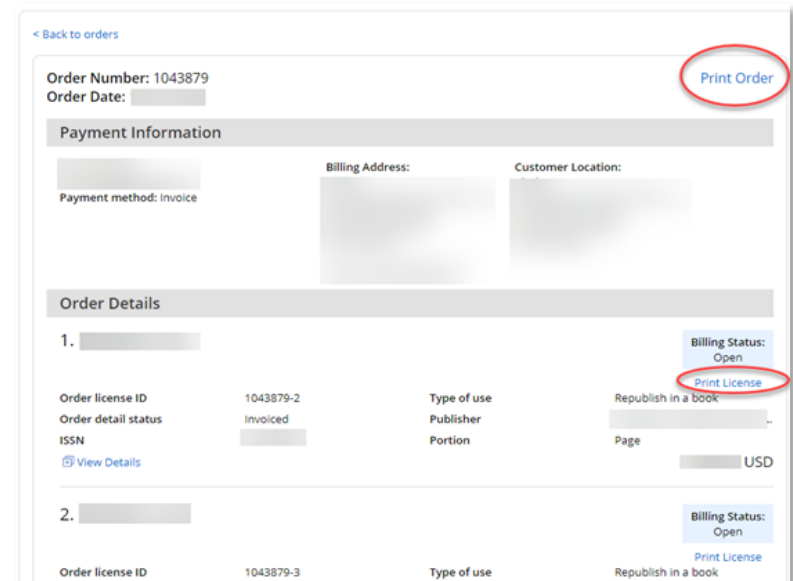 < Back to orders
Order Number: 1043879
Print Order
Order Date:
Payment Information
Billing Address:
Customer Location:
Payment method: Invoice
Order Details
1.
Billing Status:
Open
Print License
Order license ID 1043879-2 Type of use Republish in a book
Order detail status Invoiced Publisher ..
ISSN Portion Page
View Details
USD
2.
Billing Status:
Open
Print License
Order license ID 1043879-3 Type of use Republish in a book